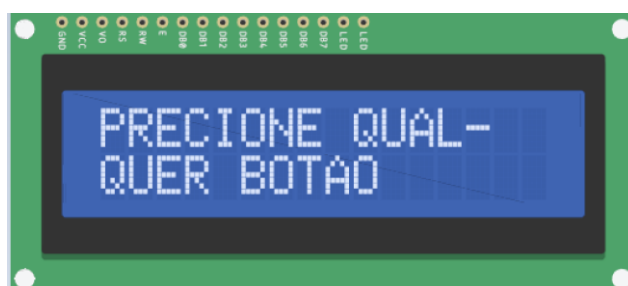 GND VCC VO RS RW E DB0 DB1 DB2 DB3 DB4 DB5 DB6 DB7 LED LED
PRECIONE QUAL-
QUER BOTAO